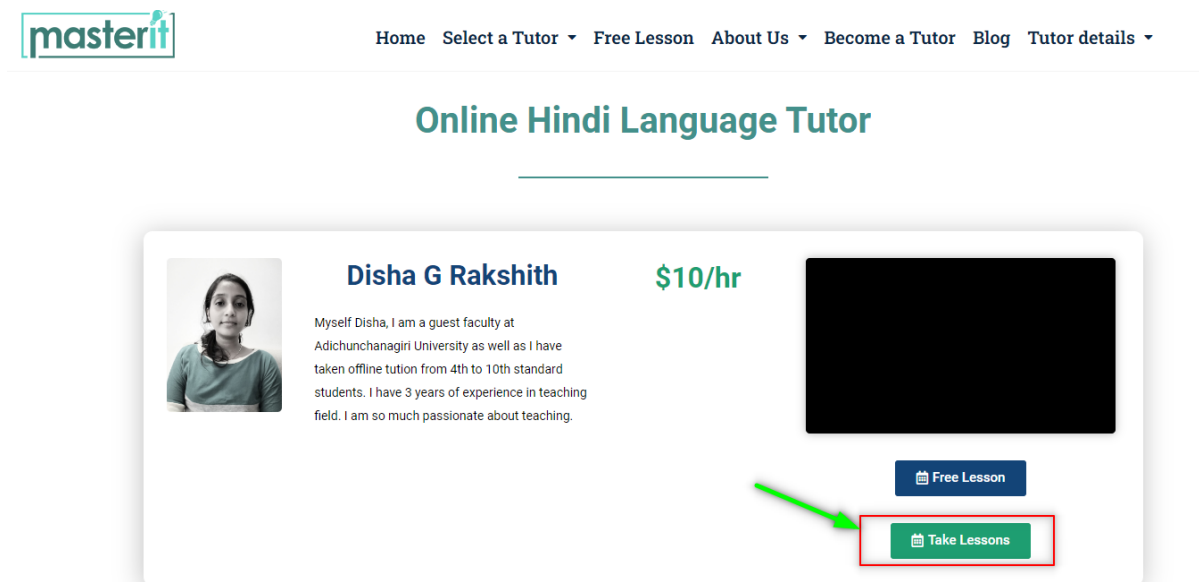 masterit
Home Select a Tutor Free Lesson About Us Become a Tutor Blog Tutor details
Online Hindi Language Tutor
Disha G Rakshith
$10/hr
Myself Disha, I am a guest faculty at
Adichunchanagiri University as well as I have
taken offline tution from 4th to 10th standard
students. I have 3 years of experience in teaching
field. I am so much passionate about teaching.
Free Lesson
Take Lessons